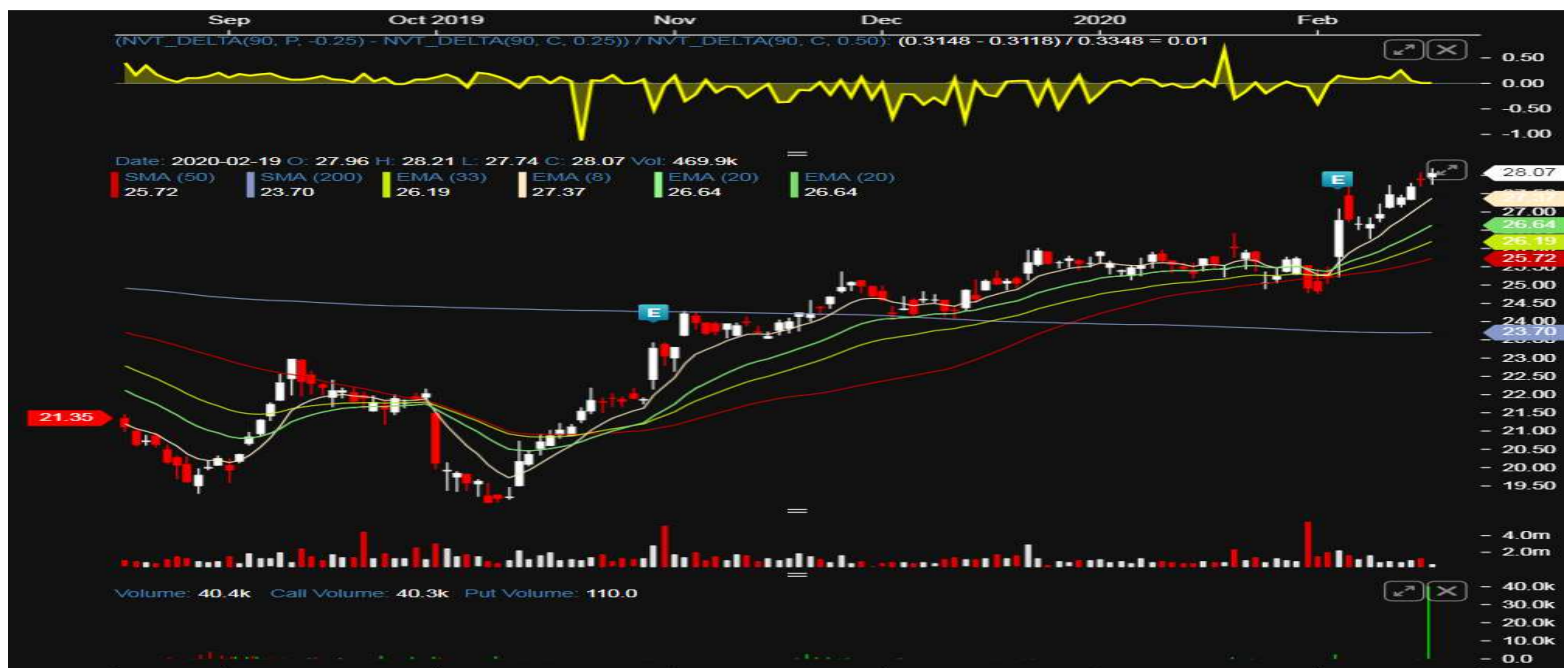 Sep Oct 2019 Nov Dec 2020 Feb
(NVT_DELTA(90, P, -0.25) - NVT_DELTA(90, C, 0.25)) / NVT_DELTA(90, C, 0.50): (0.3148 - 0.3118) / 0.3348 = 0.01
0.50
0.00
-0.50
-1.00
Date: 2020-02-19 O: 27.96 H: 28.21 L: 27.74 C: 28.07 Vol: 469.9k
SMA (50) SMA (200) EMA (33) EMA (8) EMA (20) EMA (20)
25.72 23.70 26.19 27.37 26.64 26.64
E
28.07
27.37
27.00
26.64
26.19
25.72
25.00
24.50
E
24.00
23.70
23.00
22.50
22.00
21.50
21.35
21.00
20.50
20.00
19.50
4.0m
2.0m
Volume: 40.4k Call Volume: 40.3k Put Volume: 110.0
40.0k
30.0k
20.0k
10.0k
0.0